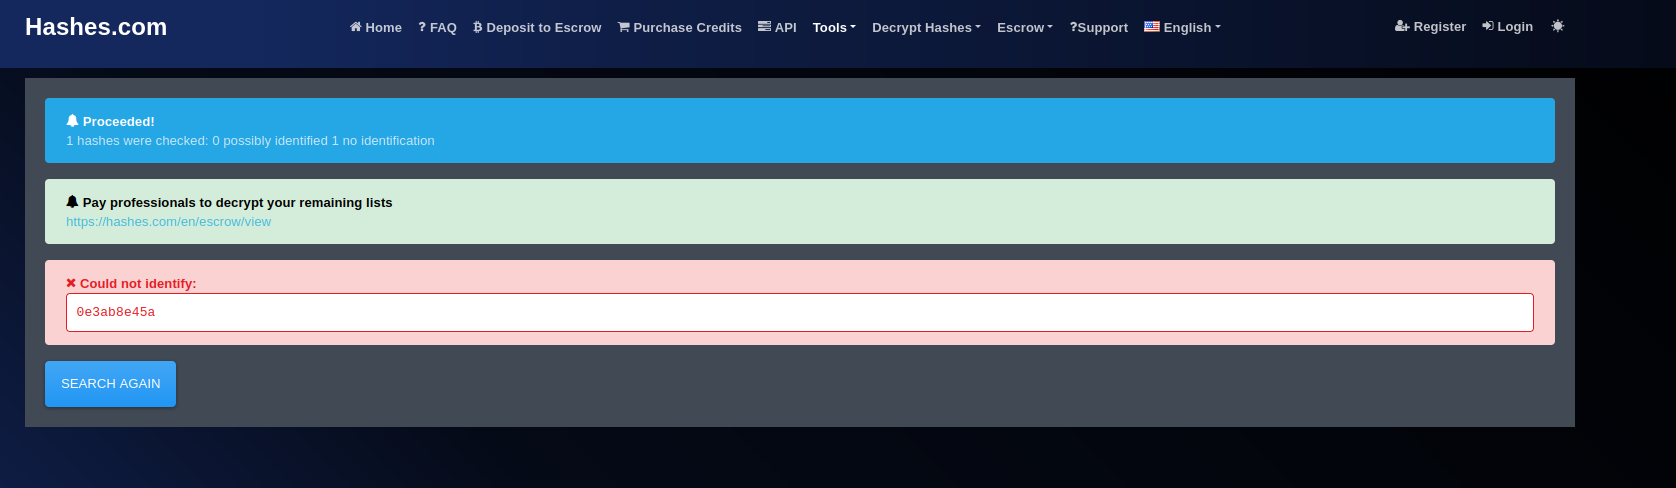 Hashes.com
Home ? FAQ Deposit to Escrow Purchase Credits API Tools Decrypt Hashes Escrow ?Support English Register Login
Proceeded!
1 hashes were checked: 0 possibly identified 1 no identification
Pay professionals to decrypt your remaining lists
https://hashes.com/en/escrow/view
Could not identify:
0e3ab8e45a
SEARCH AGAIN